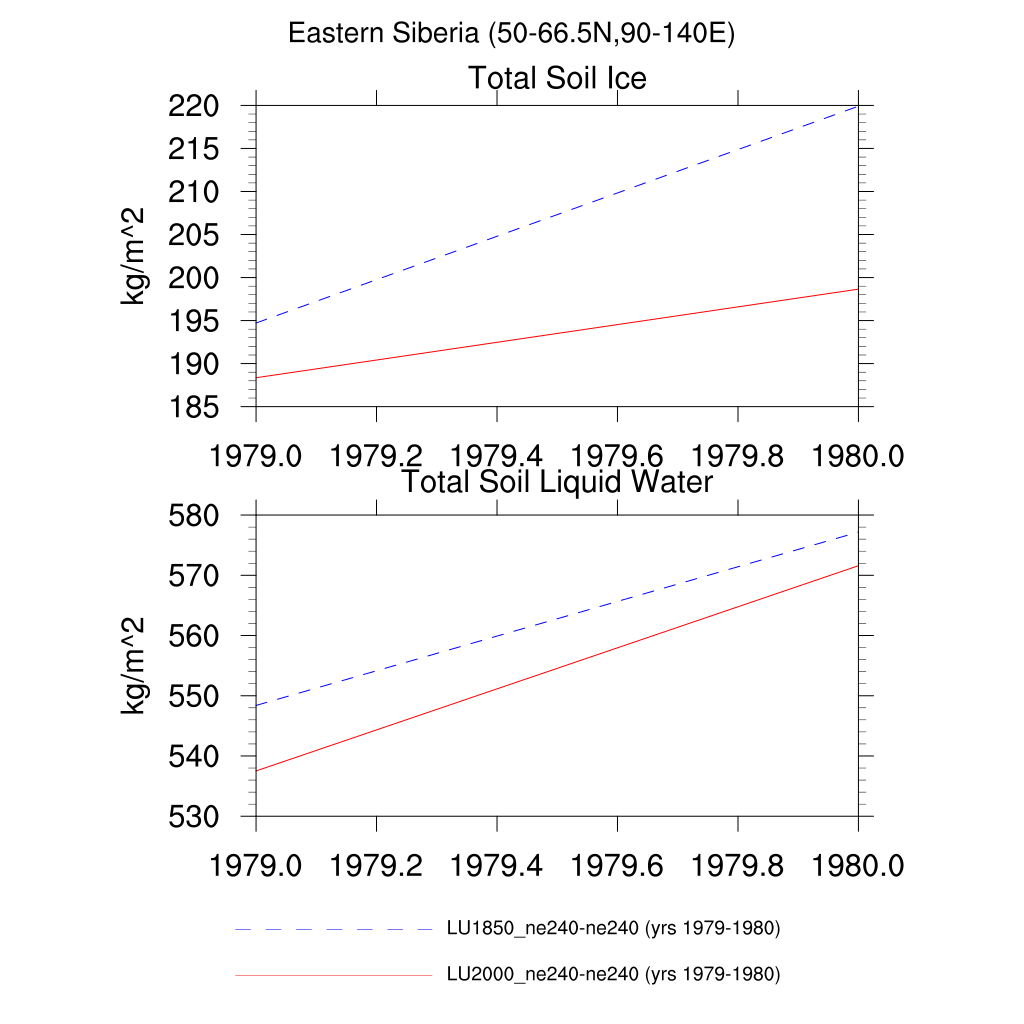 Eastern Siberia (50-66.5N,90-140E)
Total Soil Ice
220
215
210
205
200
195
190
185
kg/m^2
1979.0 1979.2 1979.4 1979.6 1979.8 1980.0
Total Soil Liquid Water
580
570
560
550
540
530
kg/m^2
1979.0 1979.2 1979.4 1979.6 1979.8 1980.0
LU1850_ne240-ne240 (yrs 1979-1980)
LU2000_ne240-ne240 (yrs 1979-1980)